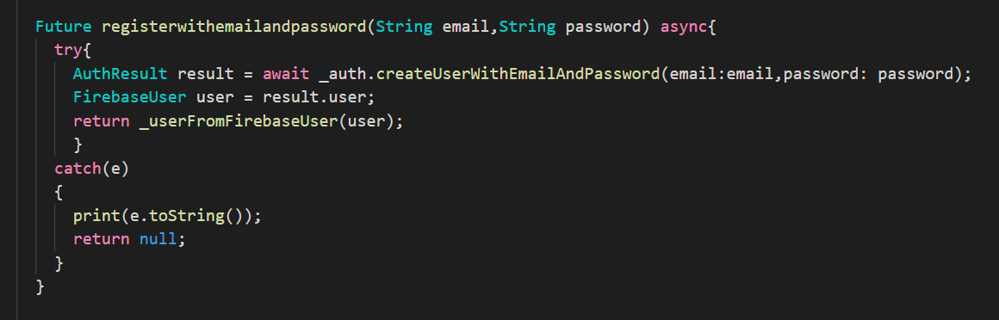 Future registerwithemailandpassword(String email,String password) async{
try{
AuthResult result = await _auth.createUserWithEmailAndPassword(email:email,password: password);
FirebaseUser user = result.user;
return _userFromFirebaseUser(user);
}
catch(e)
{
print(e.toString());
return null;
}
}